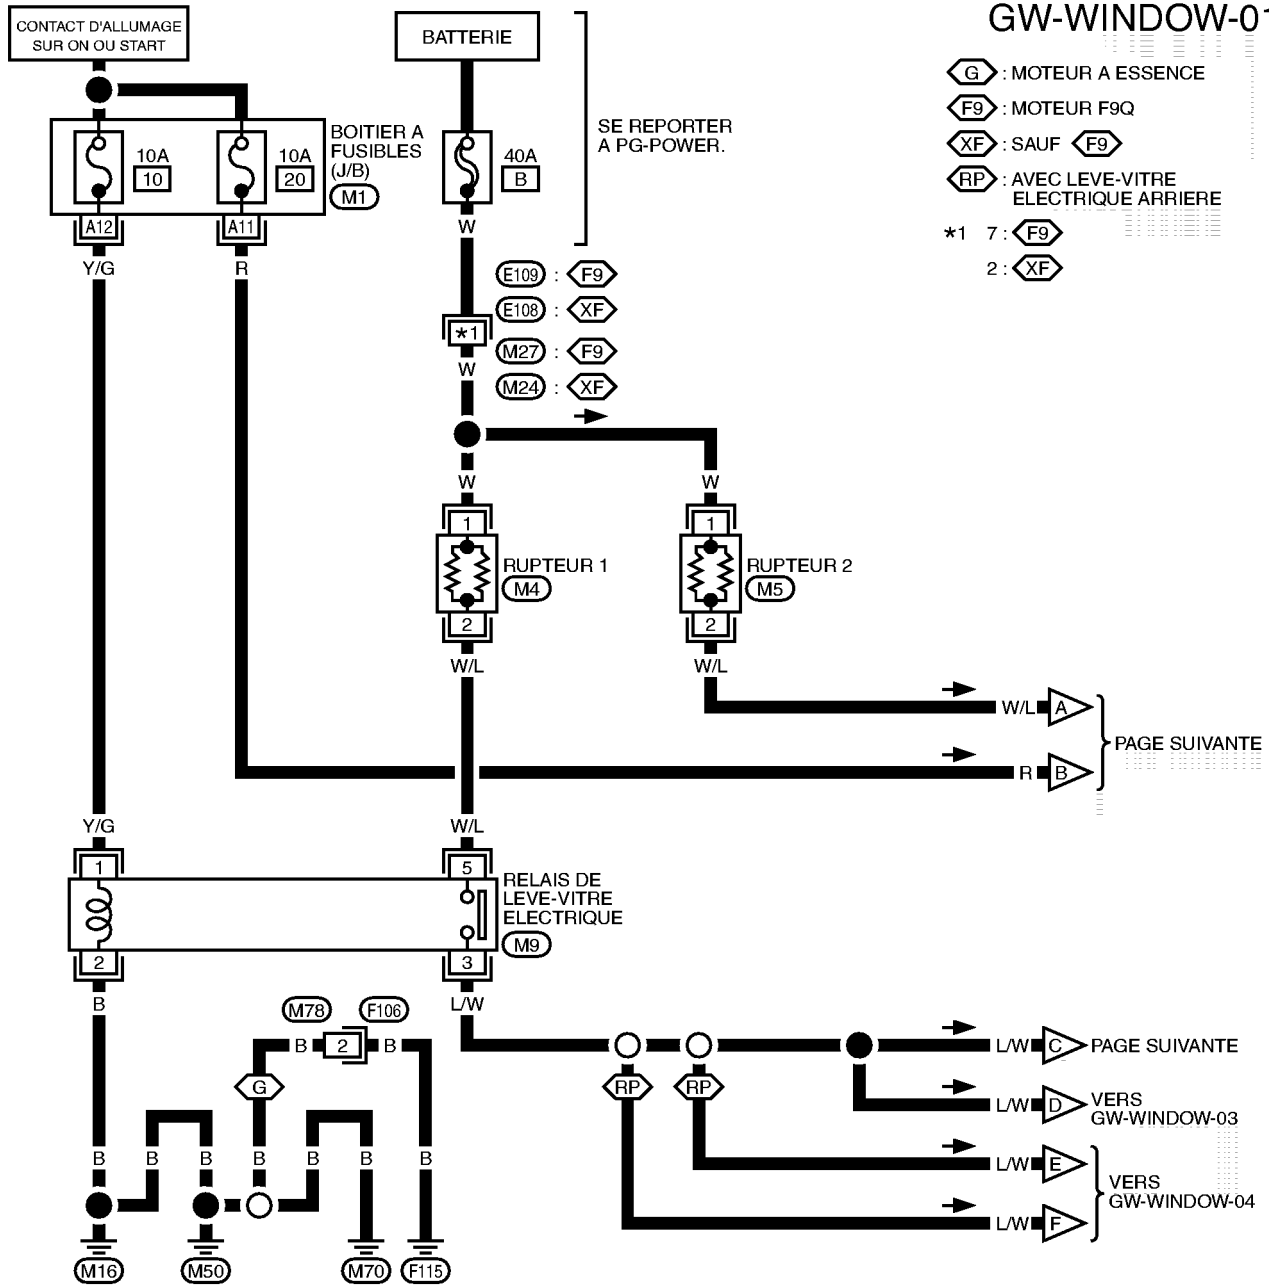 GW-WINDOW-01
CONTACT D'ALLUMAGE
SUR ON OU START
BATTERIE
G : MOTEUR A ESSENCE
F9 : MOTEUR F9Q
XF : SAUF F9
RP : AVEC LEVE-VITRE
ELECTRIQUE ARRIERE
*1 7 : F9
2 : XF
SE REPORTER
A PG-POWER.
BOITIER A
FUSIBLES
(J/B)
M1
10A
10
10A
20
40A
B
A12
A11
W
Y/G
R
E109 : F9
E108 : XF
*1
M27 : F9
W
M24 : XF
W
W
1
1
RUPTEUR 1
M4
RUPTEUR 2
M5
2
2
W/L
W/L
W/L A
PAGE SUIVANTE
R B
Y/G
W/L
1
5
RELAIS DE
LEVE-VITRE
ELECTRIQUE
M9
2
3
B
L/W
M78
F106
B 2 B
L/W C PAGE SUIVANTE
G
RP
RP
L/W D
VERS
GW-WINDOW-03
B B B B B B B
L/W E
VERS
GW-WINDOW-04
L/W F
M16
M50
M70
F115